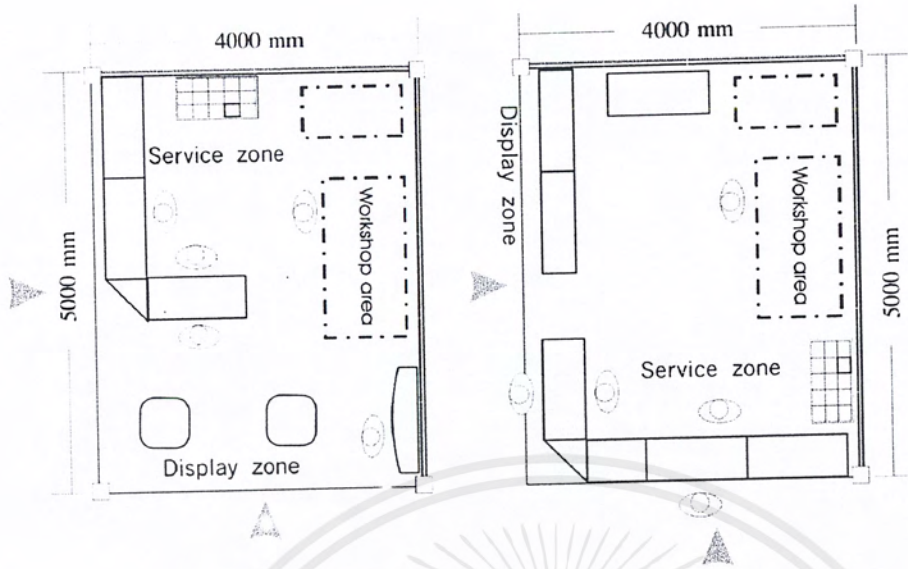 4000 mm
5000 mm
Service zone
Workshop area
Display zone
4000 mm
5000 mm
Display zone
Workshop area
Service zone